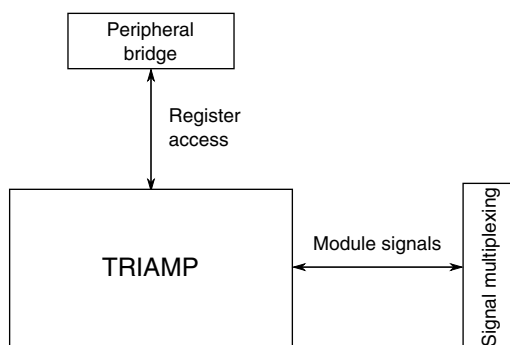 Peripheral
bridge
Register
access
TRIAMP
Module signals
Signal multiplexing